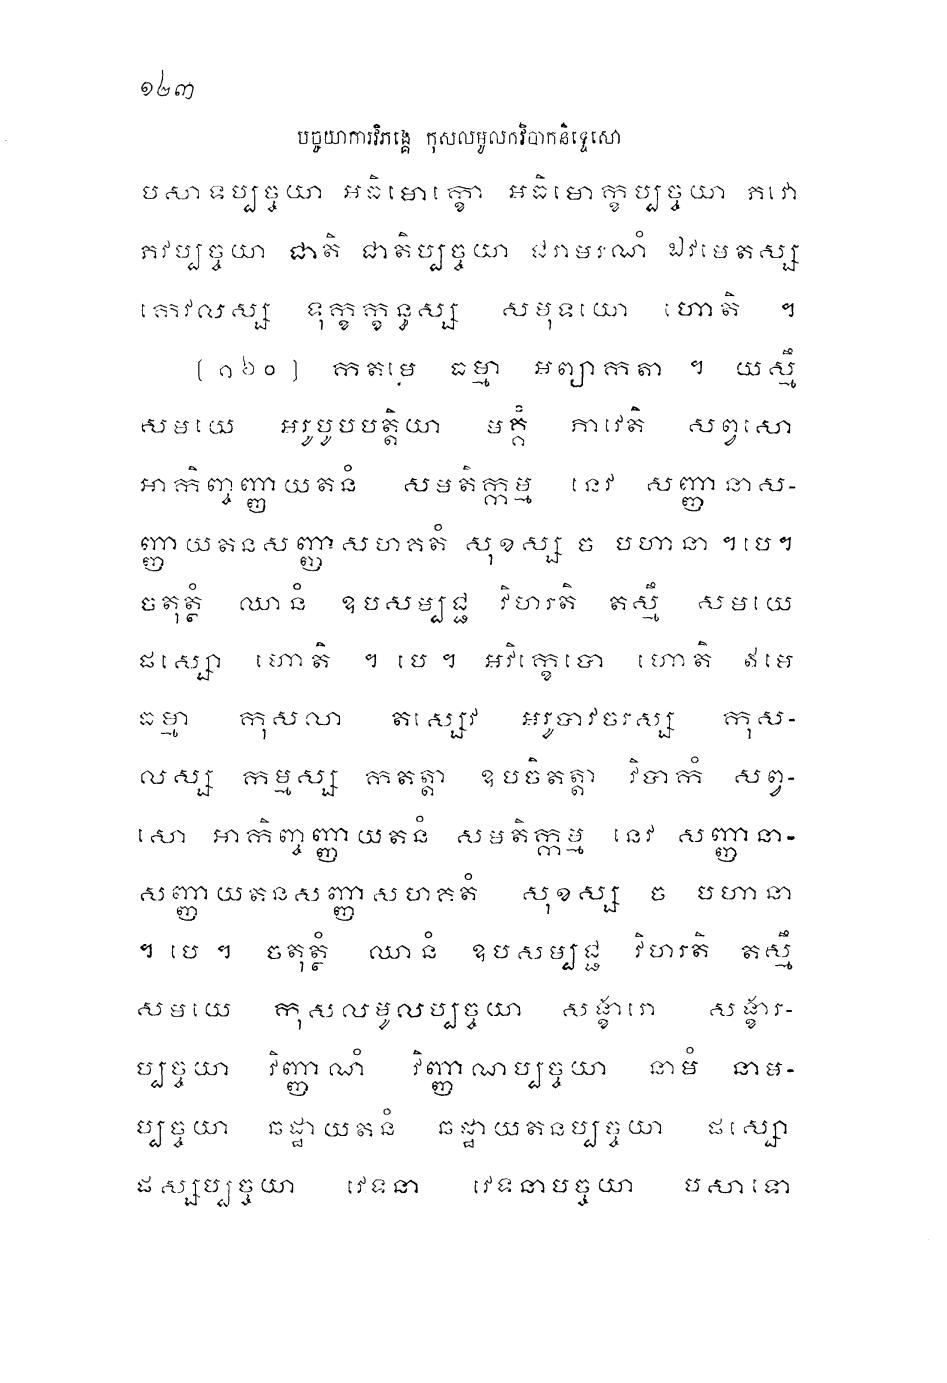 ១២៣
បច្ចយាការវិភង្គេ កុសលមូលកវិបាកនិទ្ទេសោ
បសាទប្បច្ចយា អធិមោក្ខោ អធិមោក្ខប្បច្ចយា ភវោ
ភវប្បច្ចយា ជាតិ ជាតិប្បច្ចយា ជរាមរណំ ឯវមេតស្ស
កេវលស្ស ទុក្ខក្ខន្ធស្ស សមុទយោ ហោតិ ។
(៣៦០) កតមេ ធម្មា អព្យាកតា ។ យស្មឹ
សមយេ អរូបូបបត្តិយា មគ្គំ ភាវេតិ សព្វសោ
អាកិញ្ចញ្ញាយតនំ សមតិក្កម្ម នេវ សញ្ញានាស-
ញ្ញាយតនសញ្ញាសហគតំ សុខស្ស ច បហានា ។បេ។
ចតុត្ថំ ឈានំ ឧបសម្បជ្ជ វិហរតិ តស្មឹ សមយេ
ផស្សោ ហោតិ ។ បេ ។ អវិក្ខេបោ ហោតិ ឥមេ
ធម្មា កុសលា តស្សេវ អរូបាវចរស្ស កុស-
លស្ស កម្មស្ស កតត្តា ឧបចិតត្តា វិបាកំ សព្វ-
សោ អាកិញ្ចញ្ញាយតនំ សមតិក្កម្ម នេវ សញ្ញានា-
សញ្ញាយតនសញ្ញាសហគតំ សុខស្ស ច បហានា
។ បេ ។ ចតុត្ថំ ឈានំ ឧបសម្បជ្ជ វិហរតិ តស្មឹ
សមយេ កុសលមូលប្បច្ចយា សង្ខារោ សង្ខារ-
ប្បច្ចយា វិញ្ញាណំ វិញ្ញាណប្បច្ចយា នាមំ នាម-
ប្បច្ចយា ឆដ្ឋាយតនំ ឆដ្ឋាយតនប្បច្ចយា ផស្សោ
ផស្សប្បច្ចយា វេទនា វេទនាបច្ចយា បសាទោ